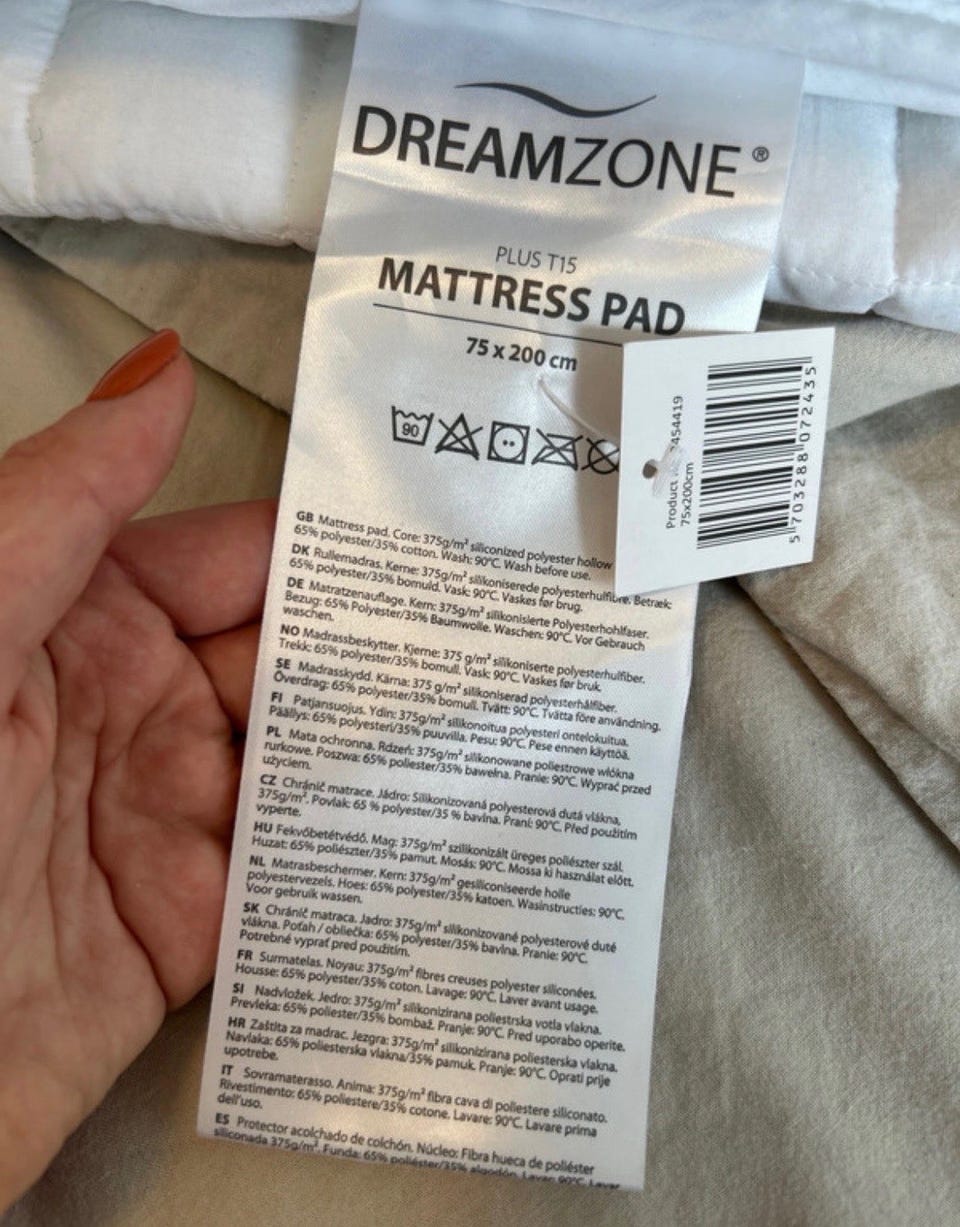 DREAMZONE®
PLUS T15
MATTRESS PAD
75 x 200 cm
90
GB Mattress pad. Core: 375g/m² siliconized polyester hollow
65% polyester/35% cotton. Wash: 90°C. Wash before use.
DK Rullemadras. Kerne: 375g/m² silikoniserede polyesterhulfibre. Betræk:
65% polyester/35% bomuld. Vask: 90°C. Vaskes før brug.
DE Matratzenauflage. Kern: 375g/m² silikonisierte Polyesterhohlfaser.
Bezug: 65% Polyester/35% Baumwolle. Waschen: 90°C. Vor Gebrauch
waschen.
NO Madrassbeskytter. Kjerne: 375 g/m² silikoniserte polyesterhulfiber.
Trekk: 65% polyester/35% bomull. Vask: 90°C. Vaskes før bruk.
SE Madrasskydd. Kärna: 375 g/m² silikoniserad polyesterhålfiber.
Överdrag: 65% polyester/35% bomull. Tvätt: 90°C. Tvätta före användning.
FI Patjansuojus. Ydin: 375g/m² silikonoitua polyesteri ontelokuitua.
Päällys: 65% polyesteri/35% puuvilla. Pesu: 90°C. Pese ennen käyttöä.
PL Mata ochronna. Rdzeń: 375g/m² silikonowane poliestrowe włókna
rurkowe. Poszwa: 65% poliester/35% bawełna. Pranie: 90°C. Wyprać przed
użyciem.
CZ Chránič matrace. Jádro: Silikonizovaná polyesterová dutá vlákna,
375g/m². Povlak: 65 % polyester/35 % bavlna. Praní: 90°C. Před použitím
vyperte.
HU Fekvőbetétvédő. Mag: 375g/m² szilikonizált üreges poliészter szál.
Huzat: 65% poliészter/35% pamut. Mosás: 90°C. Mossa ki használat előtt.
NL Matrasbeschermer. Kern: 375g/m² gesiliconiseerde holle
polyestervezels. Hoes: 65% polyester/35% katoen. Wasinstructies: 90°C.
Voor gebruik wassen.
SK Chránič matraca. Jadro: 375g/m² silikonizované polyesterové duté
vlákna. Poťah / obliečka: 65% polyester/35% bavlna. Pranie: 90°C.
Potrebné vyprať pred použitím.
FR Surmatelas. Noyau: 375g/m² fibres creuses polyester siliconées.
Housse: 65% polyester/35% coton. Lavage: 90°C. Laver avant usage.
SI Nadvložek. Jedro: 375g/m² silikonizirana poliestrska votla vlakna.
Prevleka: 65% poliester/35% bombaž. Pranje: 90°C. Pred uporabo operite.
HR Zaštita za madrac. Jezgra: 375g/m² silikonizirana poliesterska vlakna.
Navlaka: 65% poliesterska vlakna/35% pamuk. Pranje: 90°C. Oprati prije
upotrebe.
IT Sovramaterasso. Anima: 375g/m² fibra cava di poliestere siliconato.
Rivestimento: 65% poliestere/35% cotone. Lavare: 90°C. Lavare prima
dell'uso.
ES Protector acolchado de colchón. Núcleo: Fibra hueca de poliéster
siliconada 375g/m². Funda: 65% poliéster/35% algodón. Lavar: 90°C. Lavar
Product 454419
75x200cm
5703288072435